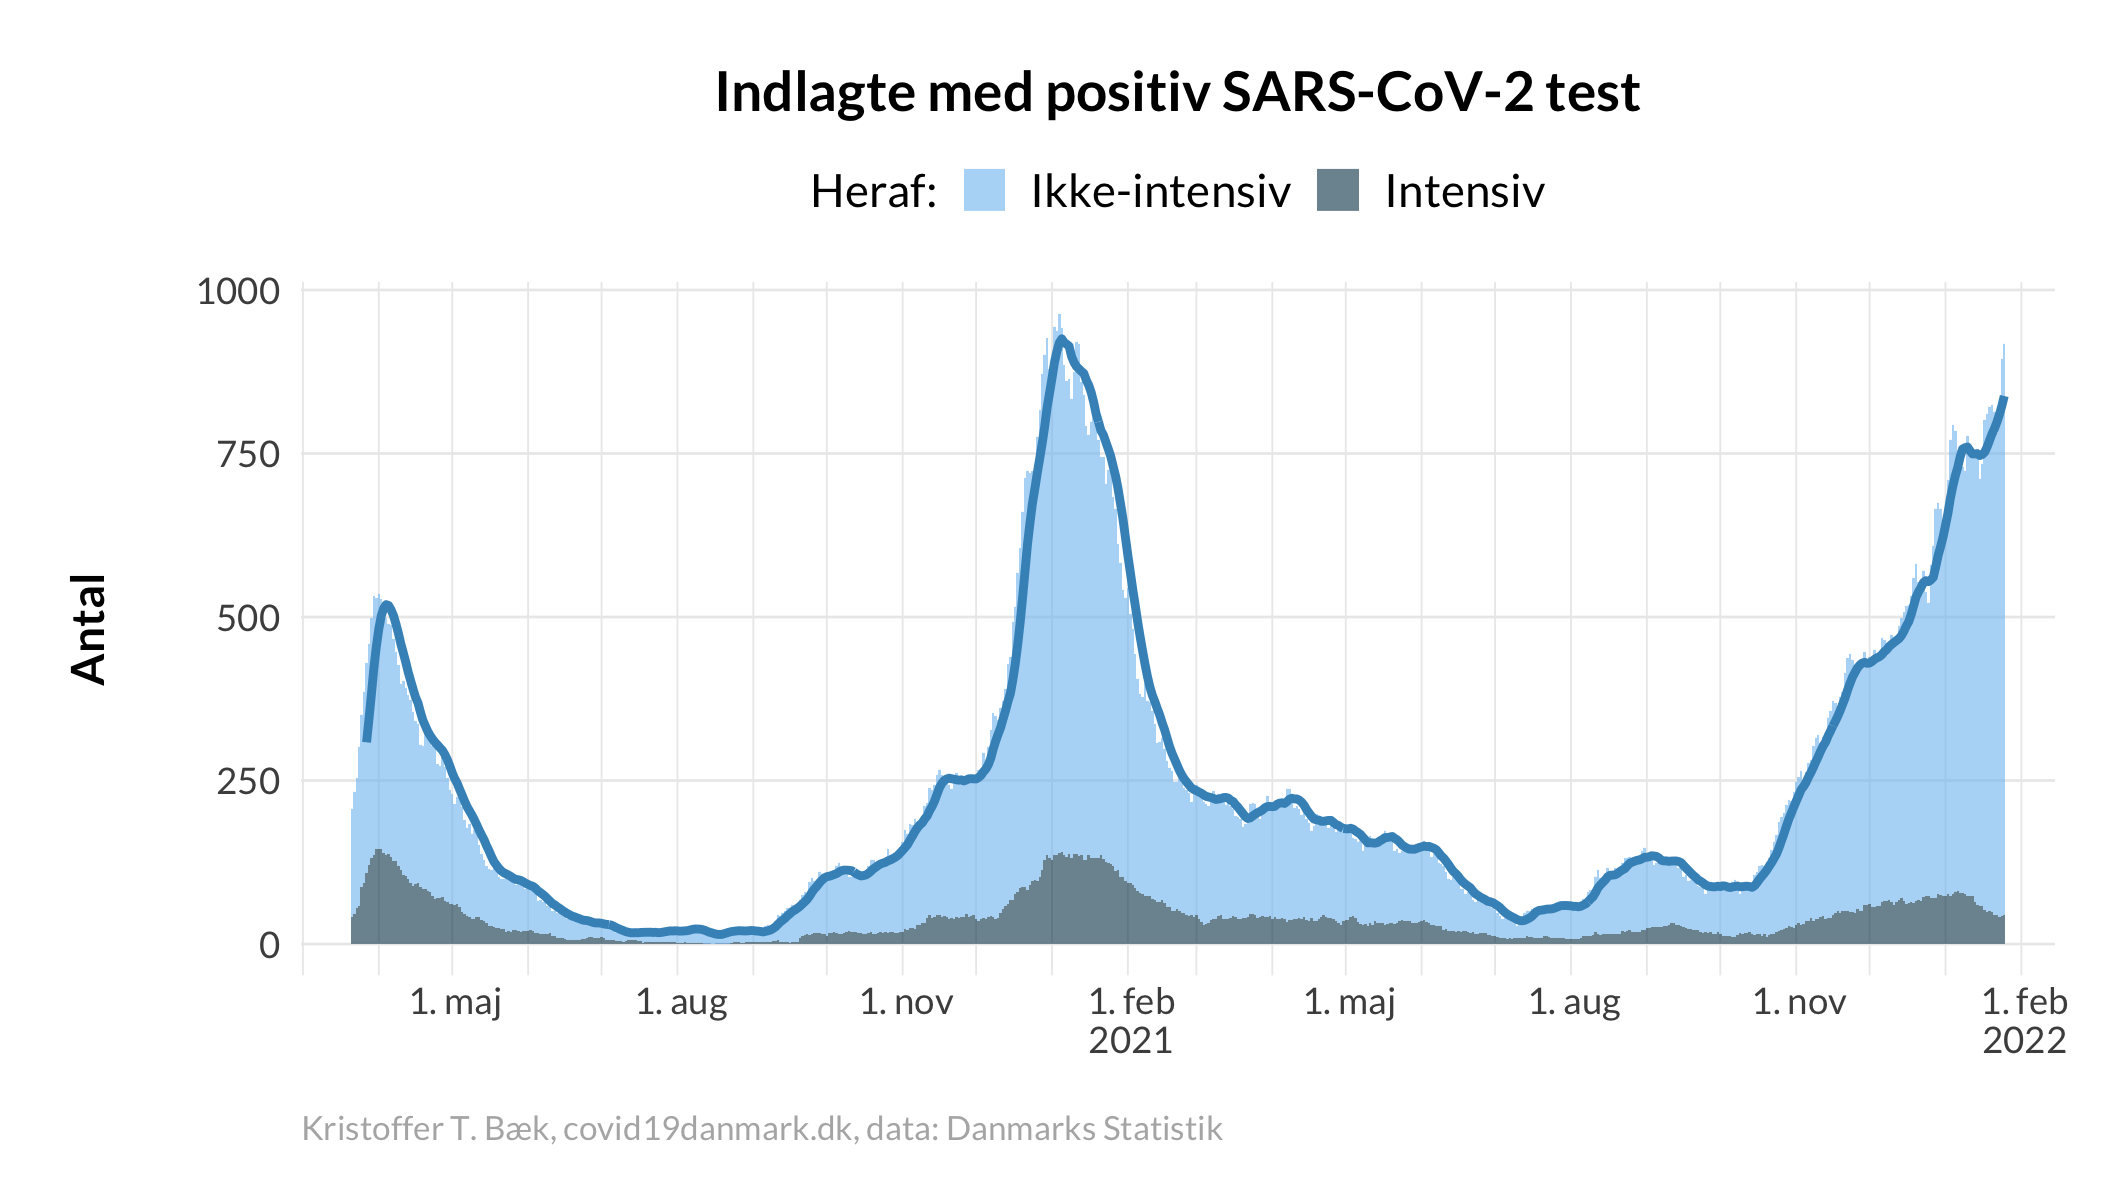 Indlagte med positiv SARS-CoV-2 test
Heraf: Ikke-intensiv Intensiv
Antal
1000
750
500
250
0
1. maj 1. aug 1. nov 1. feb 1. maj 1. aug 1. nov 1. feb
2021 2022
Kristoffer T. Bæk, covid19danmark.dk, data: Danmarks Statistik